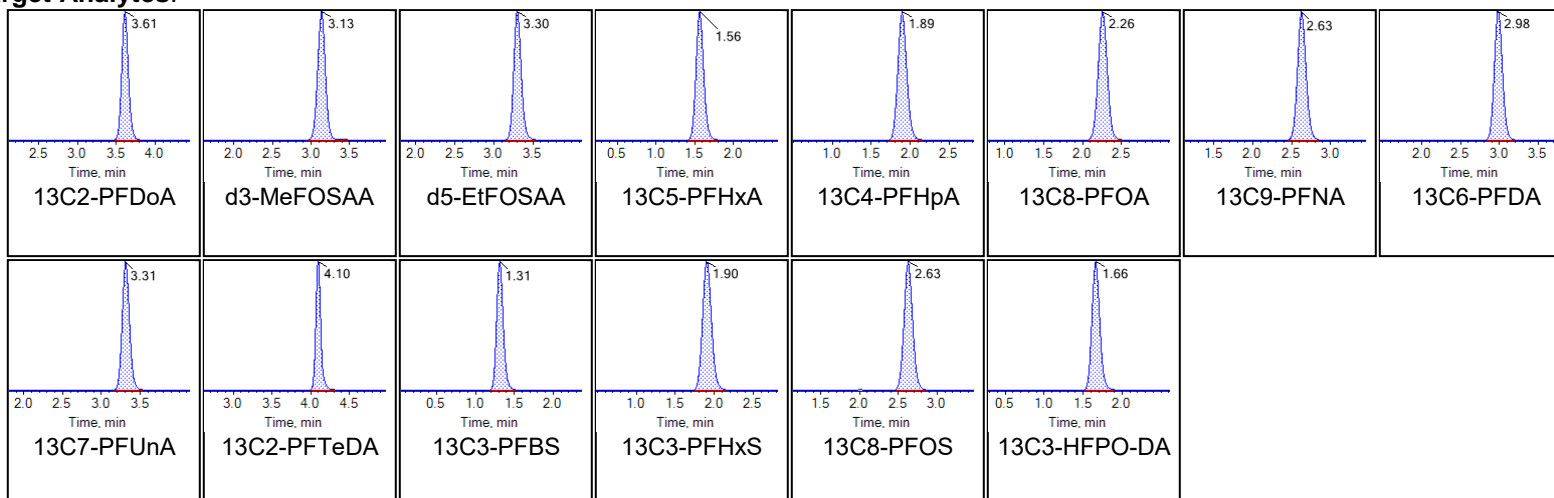 rget Analytes:
3.61 3.13 3.30 1.56 1.89 2.26 2.63 2.98
2.5 3.0 3.5 4.0 2.0 2.5 3.0 3.5 2.0 2.5 3.0 3.5 0.5 1.0 1.5 2.0 1.0 1.5 2.0 2.5 1.0 1.5 2.0 2.5 1.5 2.0 2.5 3.0 2.0 2.5 3.0 3.5
Time, min Time, min Time, min Time, min Time, min Time, min Time, min Time, min
13C2-PFDoA d3-MeFOSAA d5-EtFOSAA 13C5-PFHxA 13C4-PFHpA 13C8-PFOA 13C9-PFNA 13C6-PFDA
3.31 4.10 1.31 1.90 2.63 1.66
2.0 2.5 3.0 3.5 3.0 3.5 4.0 4.5 0.5 1.0 1.5 2.0 1.0 1.5 2.0 2.5 1.5 2.0 2.5 3.0 0.5 1.0 1.5 2.0
Time, min Time, min Time, min Time, min Time, min Time, min
13C7-PFUnA 13C2-PFTeDA 13C3-PFBS 13C3-PFHxS 13C8-PFOS 13C3-HFPO-DA